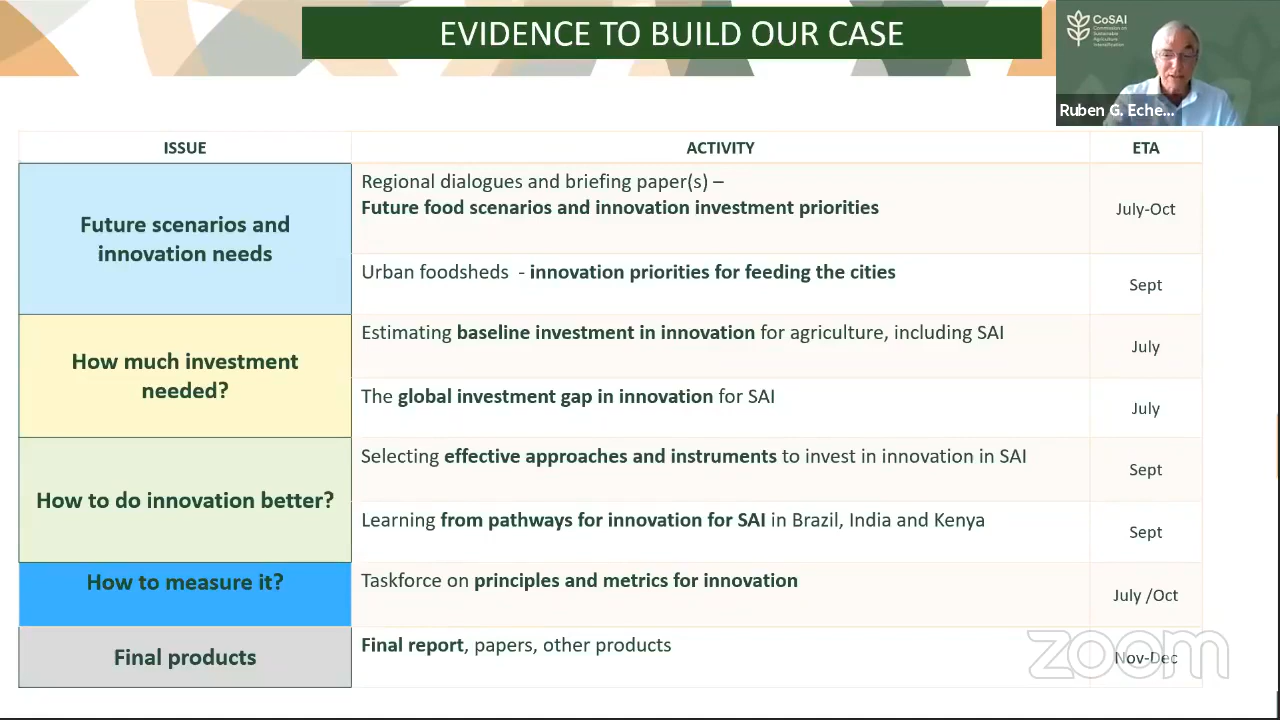 EVIDENCE TO BUILD OUR CASE
CoSAI
Commission on
Sustainable
Agriculture
Intensification
Ruben G. Eche...
ISSUE
ACTIVITY
ETA
Future scenarios and
innovation needs
Regional dialogues and briefing paper(s) –
Future food scenarios and innovation investment priorities
July-Oct
Urban foodsheds - innovation priorities for feeding the cities
Sept
How much investment
needed?
Estimating baseline investment in innovation for agriculture, including SAI
July
The global investment gap in innovation for SAI
July
How to do innovation better?
Selecting effective approaches and instruments to invest in innovation in SAI
Sept
Learning from pathways for innovation for SAI in Brazil, India and Kenya
Sept
How to measure it?
Taskforce on principles and metrics for innovation
July /Oct
Final products
Final report, papers, other products
Nov-Dec
zoom